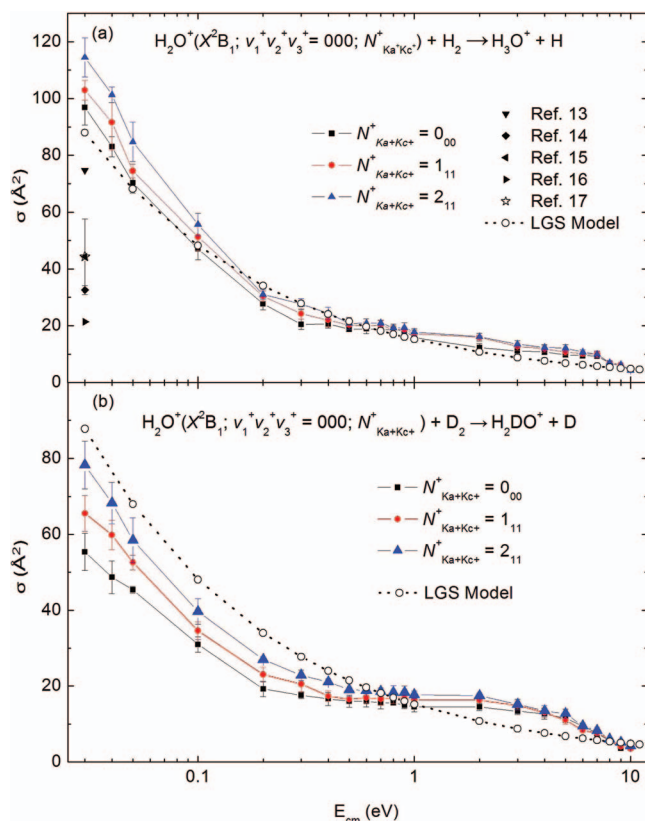 (a) H₂O⁺(X²B₁; v₁⁺v₂⁺v₃⁺ = 000; N⁺Ka⁺Kc⁺) + H₂ → H₃O⁺ + H
N⁺Ka+Kc+ = 0₀₀
N⁺Ka+Kc+ = 1₁₁
N⁺Ka+Kc+ = 2₁₁
Ref. 13
Ref. 14
Ref. 15
Ref. 16
Ref. 17
LGS Model
σ (Å²)
120
100
80
60
40
20
0
(b)
H₂O⁺(X²B₁; v₁⁺v₂⁺v₃⁺ = 000; N⁺Ka+Kc+) + D₂ → H₂DO⁺ + D
N⁺Ka+Kc+ = 0₀₀
N⁺Ka+Kc+ = 1₁₁
N⁺Ka+Kc+ = 2₁₁
LGS Model
σ (Å²)
80
60
40
20
0
0.1 1 10
E_cm (eV)